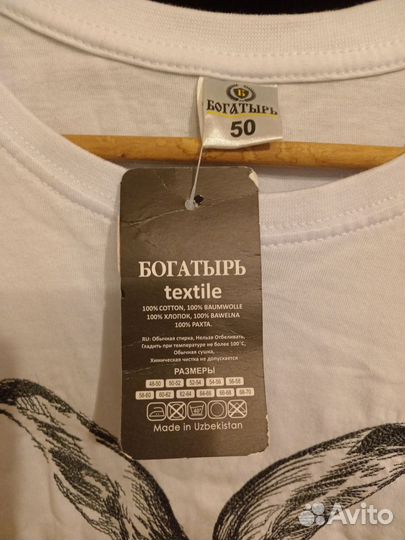 БОГАТЫРЬ
50
БОГАТЫРЬ
textile
100% COTTON, 100% BAUMWOLLE
100% ХЛОПОК, 100% BAWELNA
100% PAXTA.
RU: Обычная стирка, Нельзя Отбеливать,
Гладить при температуре не более 100˚C,
Обычная сушка,
Химическая чистка не допускается
РАЗМЕРЫ
48-50 50-52 52-54 54-56 56-58
58-60 60-62 62-64 64-66 66-68 68-70
Made in Uzbekistan
Avito